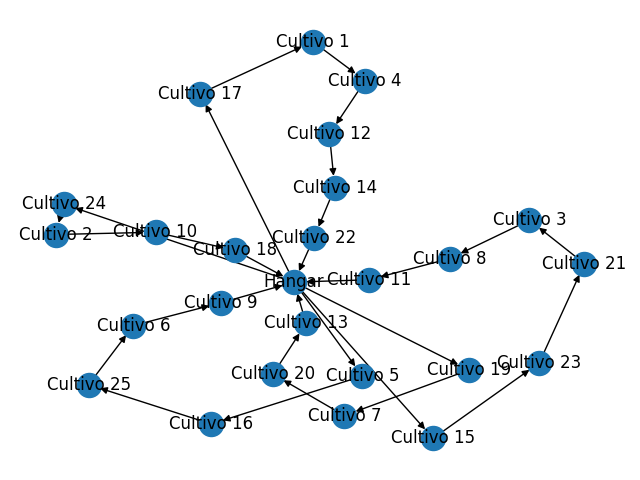 Cultivo 1
Cultivo 4
Cultivo 17
Cultivo 12
Cultivo 14
Cultivo 24
Cultivo 2
Cultivo 10
Cultivo 18
Cultivo 22
Cultivo 3
Cultivo 8
Cultivo 21
Hangar
Cultivo 11
Cultivo 9
Cultivo 6
Cultivo 13
Cultivo 20
Cultivo 5
Cultivo 19
Cultivo 23
Cultivo 25
Cultivo 16
Cultivo 7
Cultivo 15